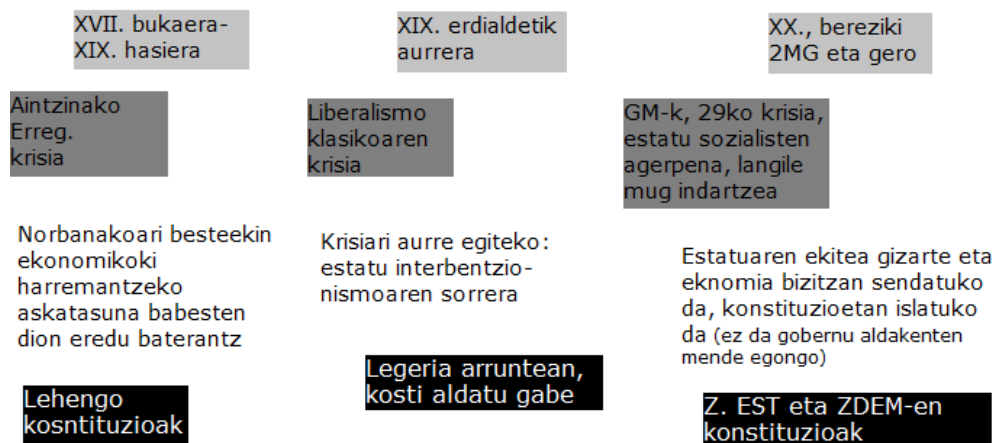 XVII. bukaera-
XIX. hasiera
Aintzinako
Erreg.
krisia
Norbanakoari besteekin
ekonomikoki
harremantzeko
askatasuna babesten
dion eredu baterantz
Lehengo
kosntituzioak
XIX. erdialdetik
aurrera
Liberalismo
klasikoaren
krisia
Krisiari aurre egiteko:
estatu interbentzio-
nismoaren sorrera
Legeria arruntean,
kosti aldatu gabe
XX., bereziki
2MG eta gero
GM-k, 29ko krisia,
estatu sozialisten
agerpena, langile
mug indartzea
Estatuaren ekitea gizarte eta
eknomia bizitzan sendatuko
da, konstituzioetan islatuko
da (ez da gobernu aldakenten
mende egongo)
Z. EST eta ZDEM-en
konstituzioak